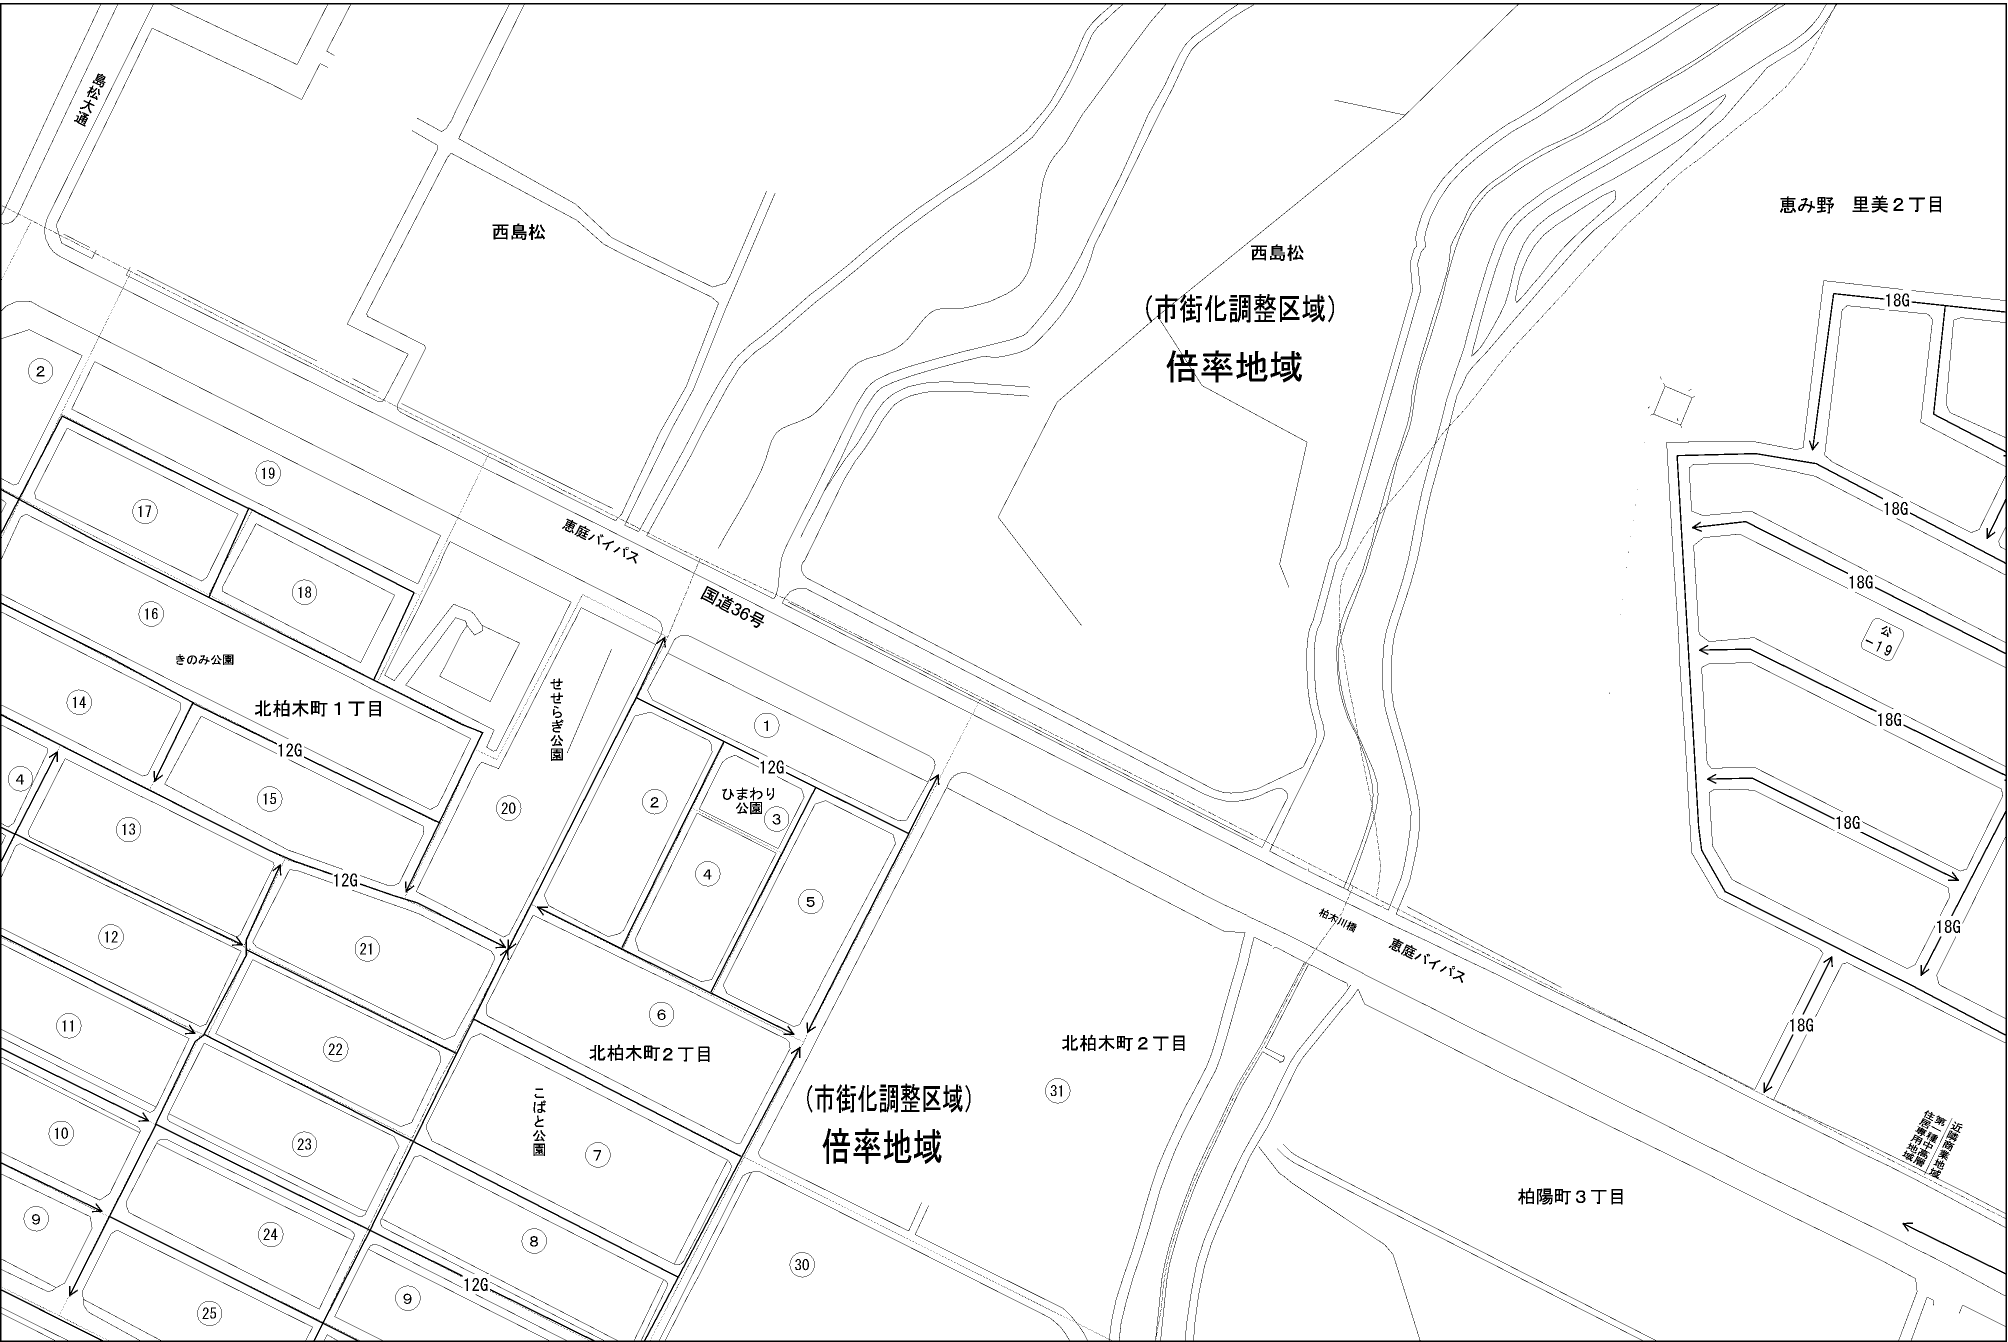 島松大通
西島松
恵み野 里美2丁目
西島松
(市街化調整区域)
倍率地域
18G
2
19
17
18G
恵庭バイパス
18G
国道36号
18
16
公
-19
きのみ公園
14
北柏木町1丁目
せせらぎ公園
1
18G
12G
12G
4
15
20
2
ひまわり
公園
3
18G
13
4
12G
5
12
21
柏木川橋
恵庭バイパス
18G
11
22
6
北柏木町2丁目
北柏木町2丁目
18G
(市街化調整区域)
31
倍率地域
10
23
こばと公園
7
近隣商業地域
第一種中高層
住居専用地域
柏陽町3丁目
9
24
8
30
12G
25
9